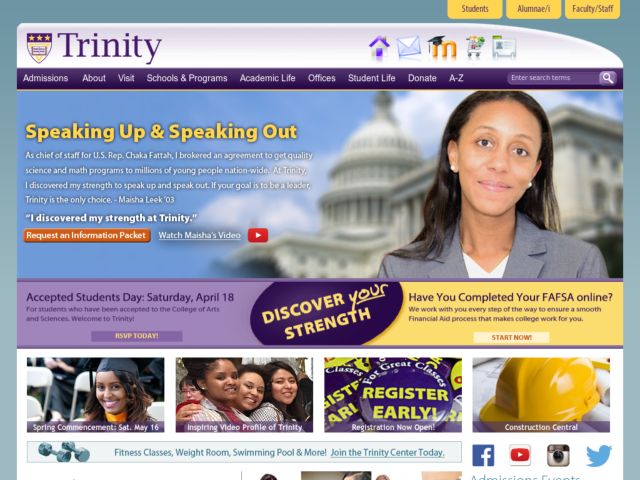 Students Alumnae/i Faculty/Staff
Trinity
Admissions About Visit Schools & Programs Academic Life Offices Student Life Donate A-Z Enter search terms
Speaking Up & Speaking Out
As chief of staff for U.S. Rep. Chaka Fattah, I brokered an agreement to get quality
science and math programs to millions of young people nation-wide. At Trinity,
I discovered my strength to speak up and speak out. If your goal is to be a leader,
Trinity is the only choice. - Maisha Leek '03
"I discovered my strength at Trinity."
Request an Information Packet Watch Maisha's Video
Accepted Students Day: Saturday, April 18
For students who have been accepted to the College of Arts
and Sciences. Welcome to Trinity!
RSVP TODAY!
DISCOVER your
STRENGTH
Have You Completed Your FAFSA online?
We work with you every step of the way to ensure a smooth
Financial Aid process that makes college work for you.
START NOW!
Spring Commencement: Sat. May 16
Inspiring Video Profile of Trinity
For Great Classes
REGISTER
EARLY!
Registration Now Open!
Construction Central
Fitness Classes, Weight Room, Swimming Pool & More! Join the Trinity Center Today.
Admissions Events